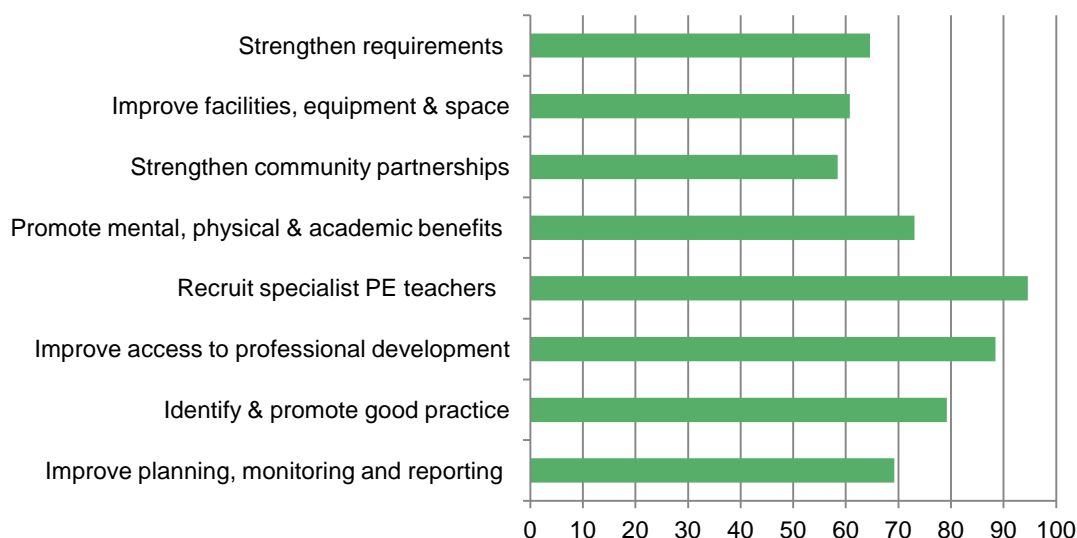 Strengthen requirements
Improve facilities, equipment & space
Strengthen community partnerships
Promote mental, physical & academic benefits
Recruit specialist PE teachers
Improve access to professional development
Identify & promote good practice
Improve planning, monitoring and reporting
0 10 20 30 40 50 60 70 80 90 100